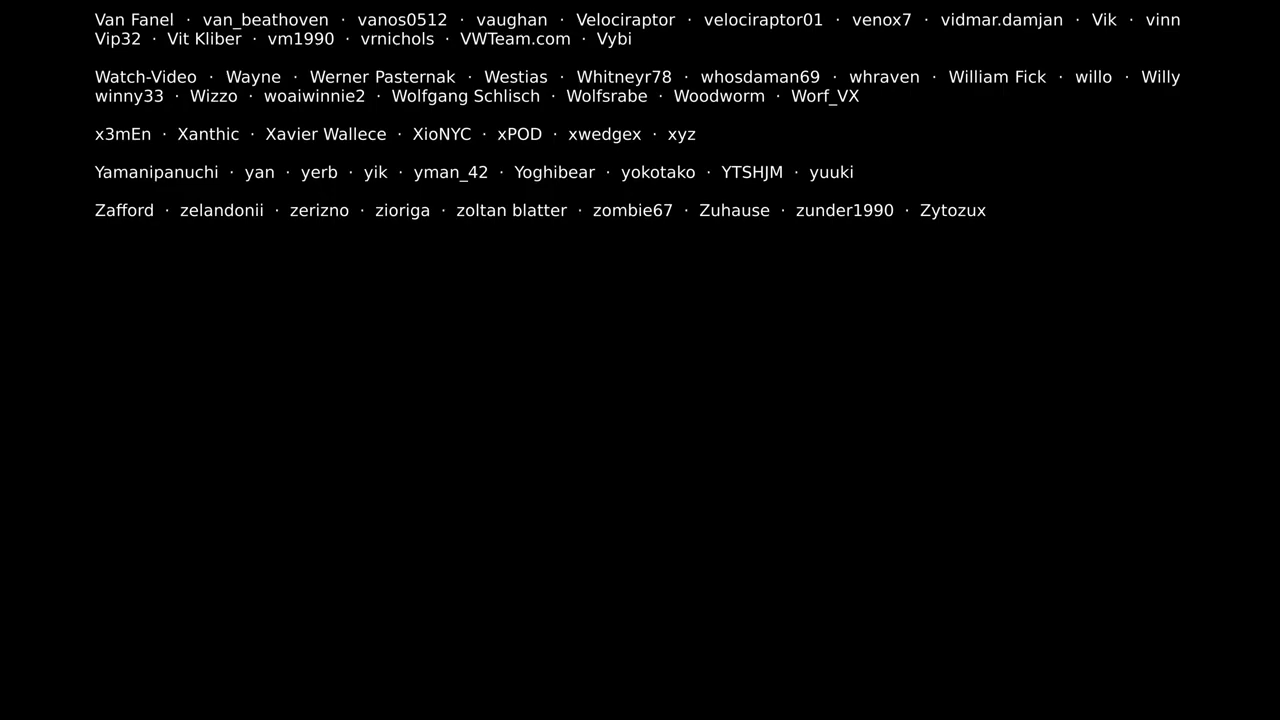 Van Fanel · van_beathoven · vanos0512 · vaughan · Velociraptor · velociraptor01 · venox7 · vidmar.damjan · Vik · vinn
Vip32 · Vit Kliber · vm1990 · vrnichols · VWTeam.com · Vybi
Watch-Video · Wayne · Werner Pasternak · Westias · Whitneyr78 · whosdaman69 · whraven · William Fick · willo · Willy
winny33 · Wizzo · woaiwinnie2 · Wolfgang Schlisch · Wolfsrabe · Woodworm · Worf_VX
x3mEn · Xanthic · Xavier Wallece · XioNYC · xPOD · xwedgex · xyz
Yamanipanuchi · yan · yerb · yik · yman_42 · Yoghibear · yokotako · YTSHJM · yuuki
Zafford · zelandonii · zerizno · zioriga · zoltan blatter · zombie67 · Zuhause · zunder1990 · Zytozux